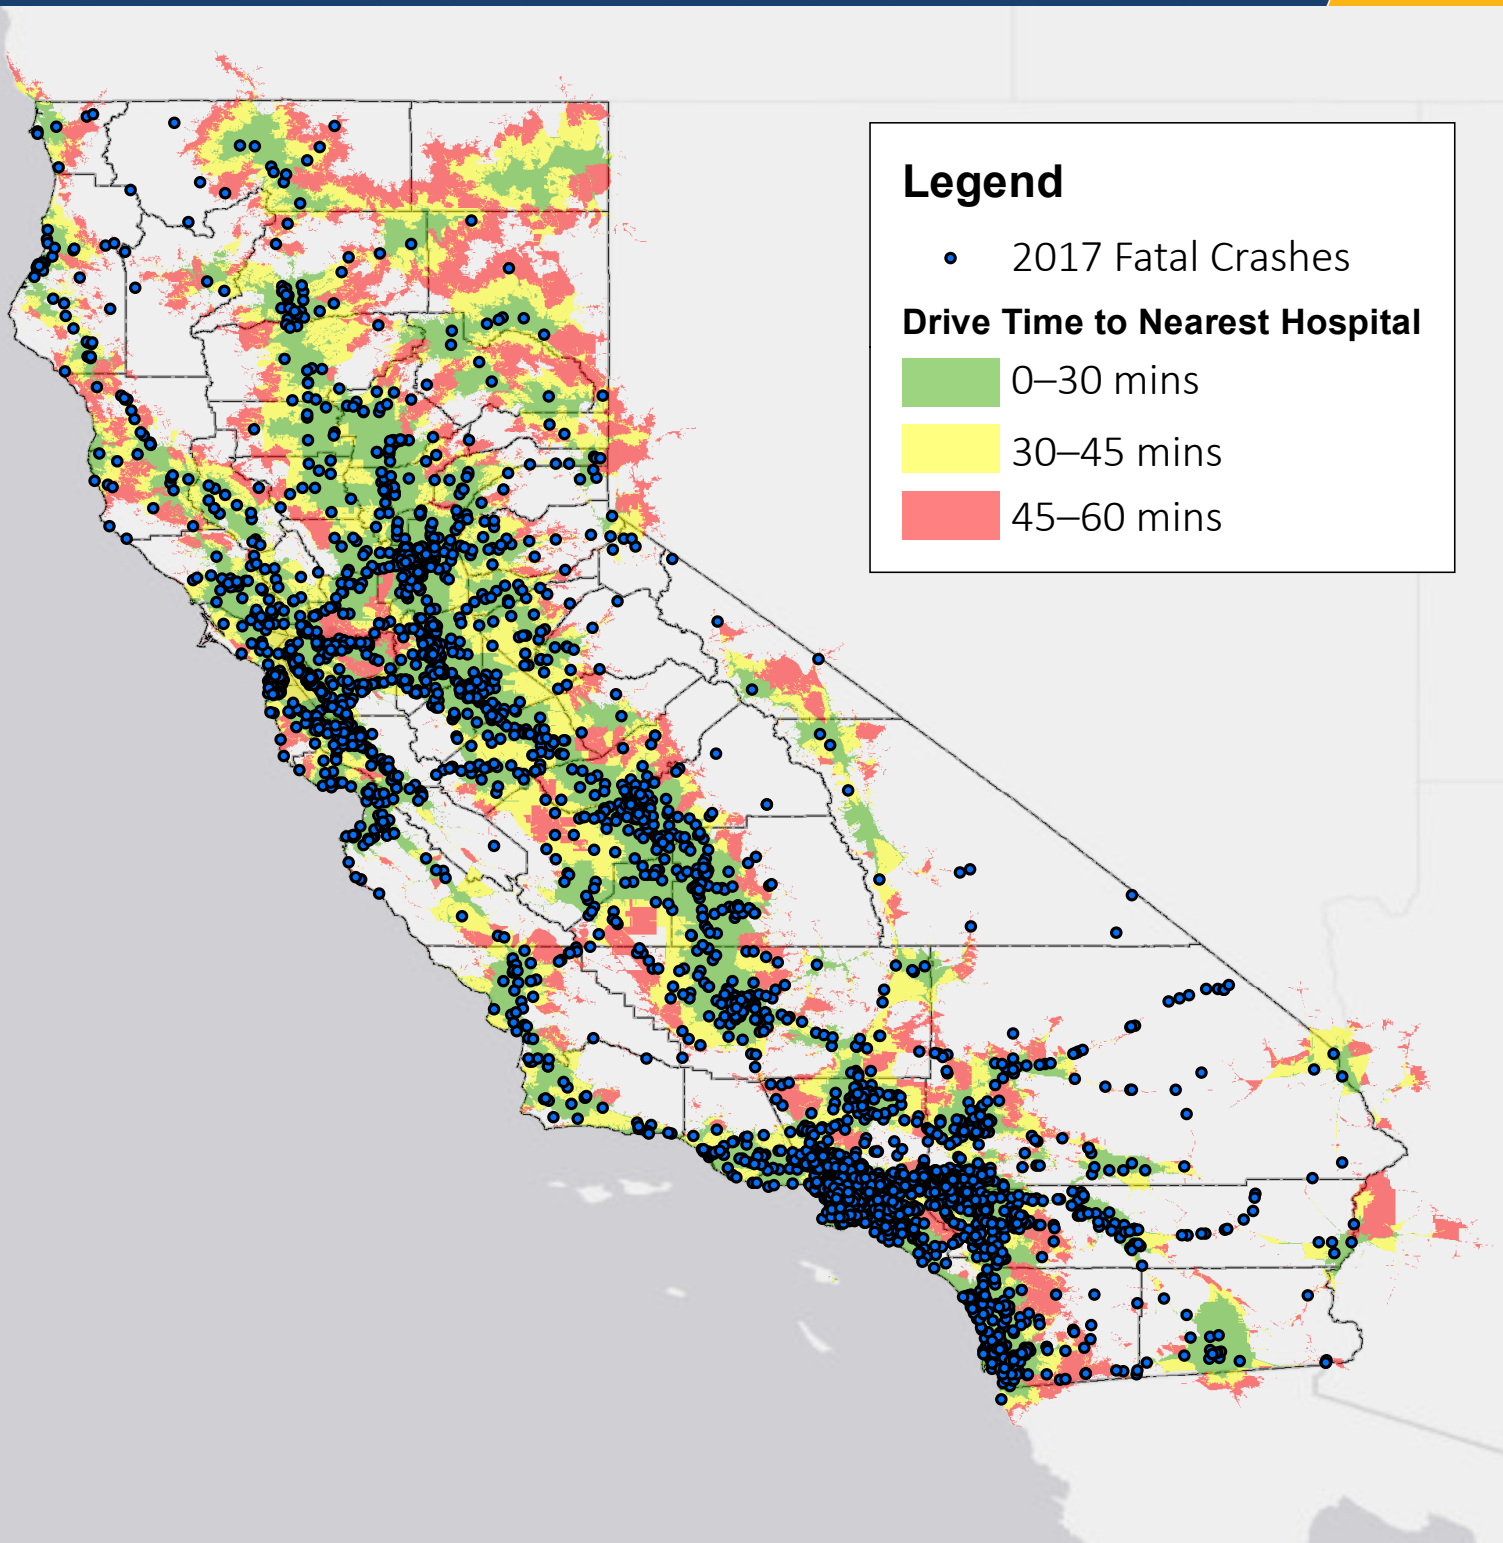 Legend
2017 Fatal Crashes
Drive Time to Nearest Hospital
0–30 mins
30–45 mins
45–60 mins